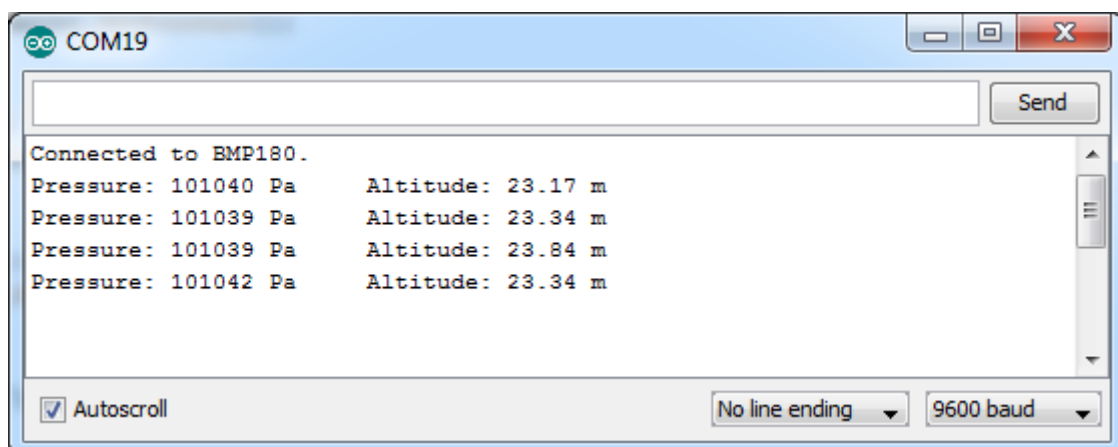 COM19
Send
Connected to BMP180.
Pressure: 101040 Pa Altitude: 23.17 m
Pressure: 101039 Pa Altitude: 23.34 m
Pressure: 101039 Pa Altitude: 23.84 m
Pressure: 101042 Pa Altitude: 23.34 m
Autoscroll No line ending 9600 baud